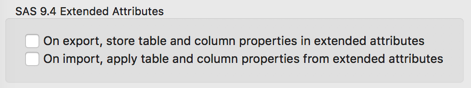 SAS 9.4 Extended Attributes
On export, store table and column properties in extended attributes
On import, apply table and column properties from extended attributes